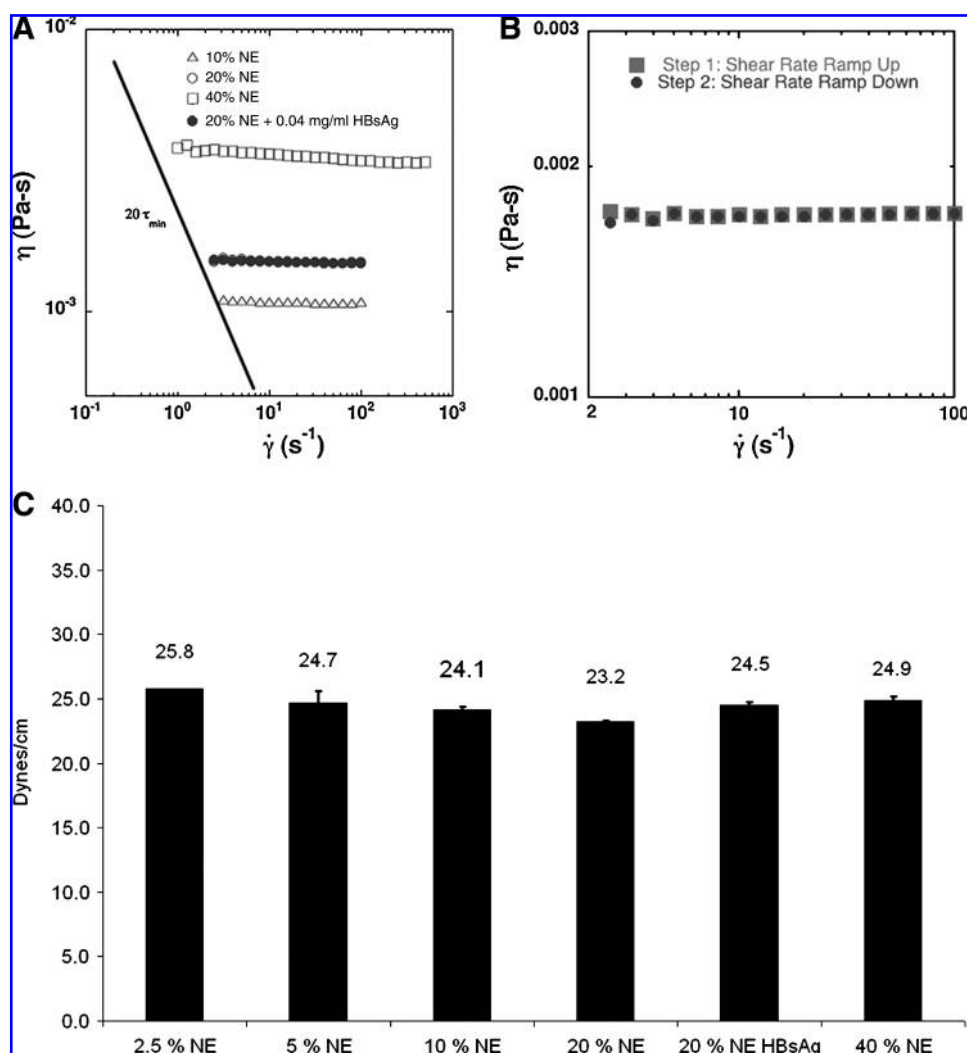 A
10⁻²
10% NE
20% NE
40% NE
20% NE + 0.04 mg/ml HBsAg
20 τmin
η (Pa-s)
10⁻³
10⁻¹ 10⁰ 10¹ 10² 10³
γ̇ (s⁻¹)
B
0.003
Step 1: Shear Rate Ramp Up
Step 2: Shear Rate Ramp Down
0.002
η (Pa-s)
0.001
2 10 100
γ̇ (s⁻¹)
C
40.0
35.0
30.0
25.0
20.0
15.0
10.0
5.0
0.0
Dynes/cm
25.8 24.7 24.1 23.2 24.5 24.9
2.5 % NE 5 % NE 10 % NE 20 % NE 20 % NE HBsAg 40 % NE